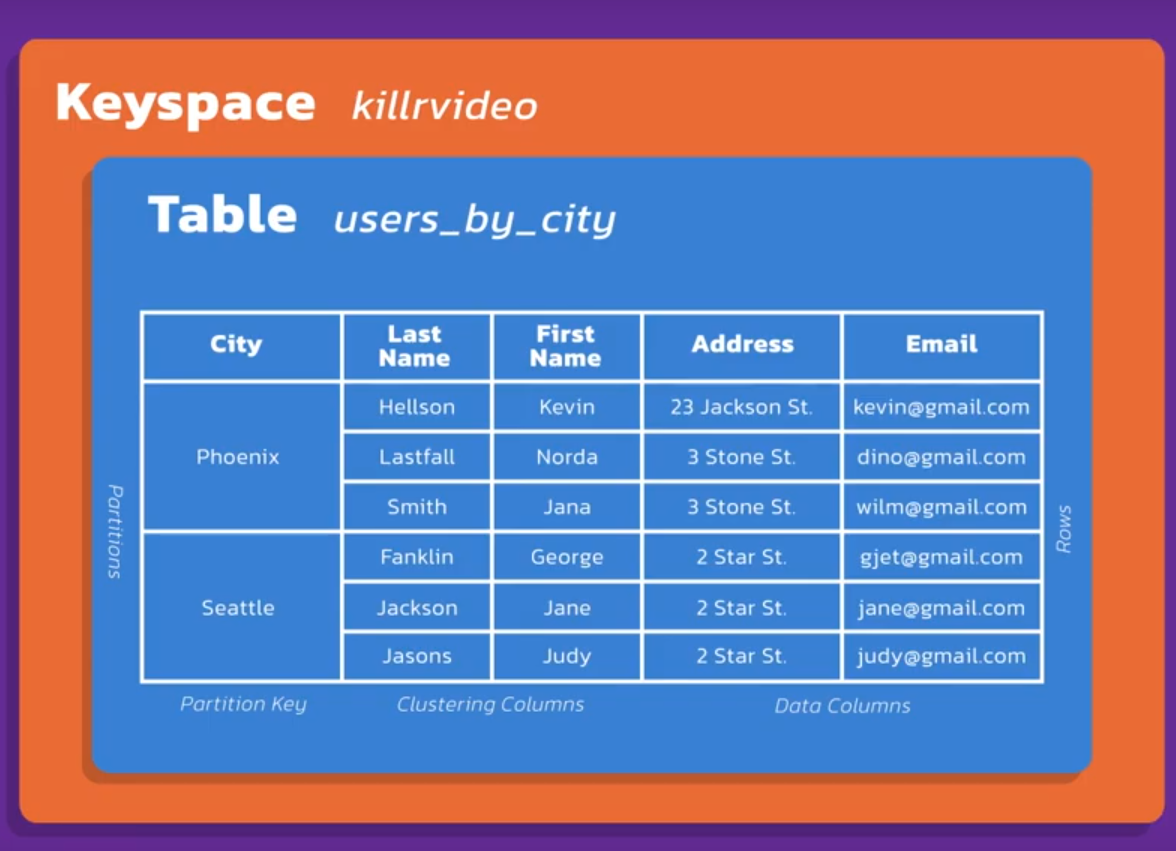 Keyspace killrvideo
Table users_by_city
City Last Name First Name Address Email
Phoenix
Hellson Kevin 23 Jackson St. kevin@gmail.com
Lastfall Norda 3 Stone St. dino@gmail.com
Smith Jana 3 Stone St. wilm@gmail.com
Seattle
Fanklin George 2 Star St. gjet@gmail.com
Jackson Jane 2 Star St. jane@gmail.com
Jasons Judy 2 Star St. judy@gmail.com
Partitions
Rows
Partition Key Clustering Columns Data Columns